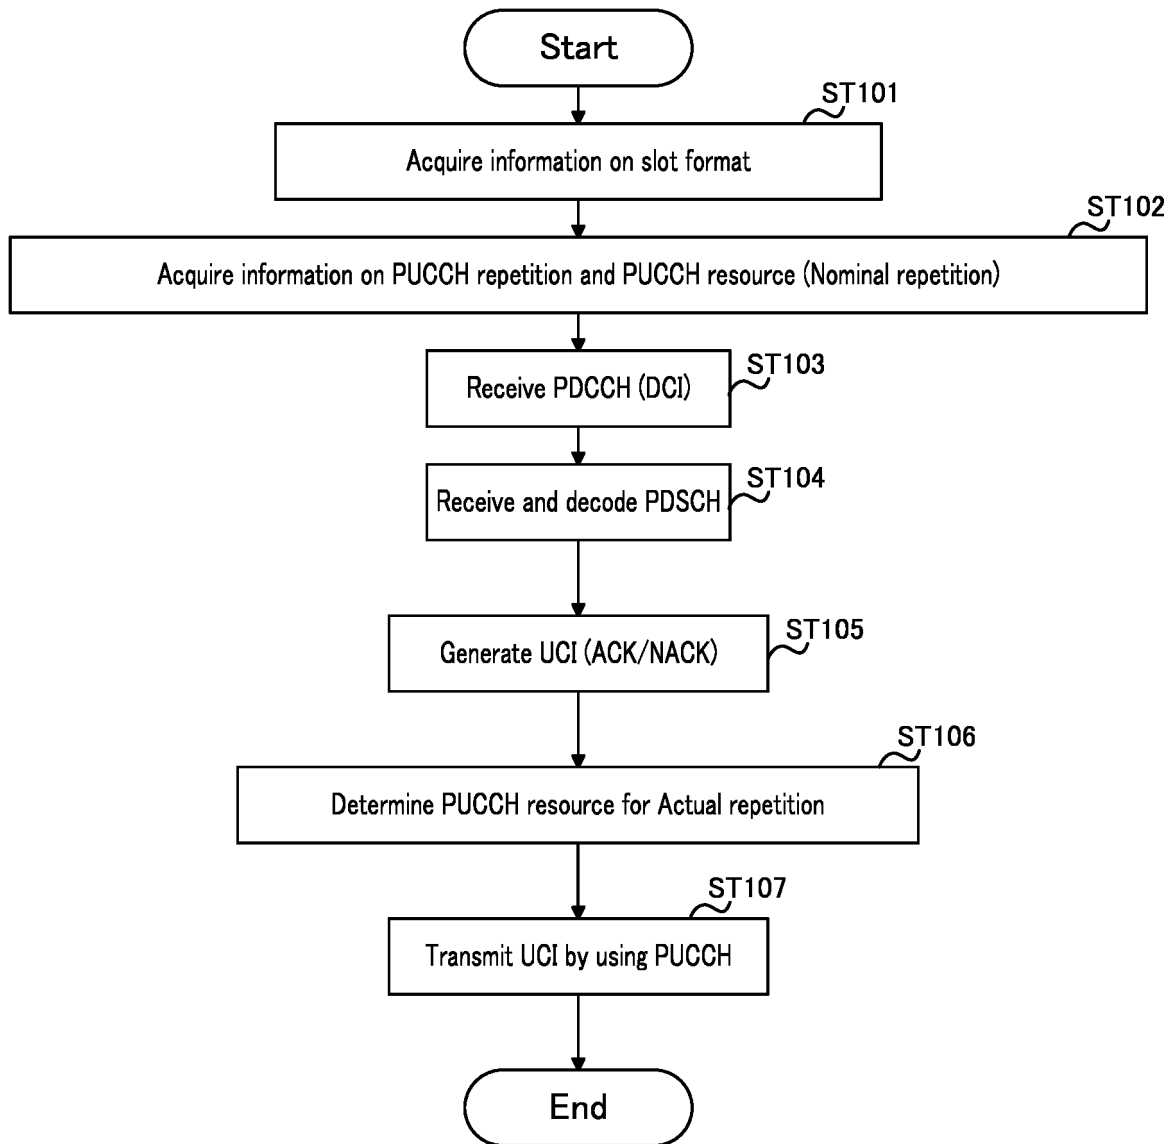 Start
ST101
Acquire information on slot format
ST102
Acquire information on PUCCH repetition and PUCCH resource (Nominal repetition)
ST103
Receive PDCCH (DCI)
ST104
Receive and decode PDSCH
ST105
Generate UCI (ACK/NACK)
ST106
Determine PUCCH resource for Actual repetition
ST107
Transmit UCI by using PUCCH
End